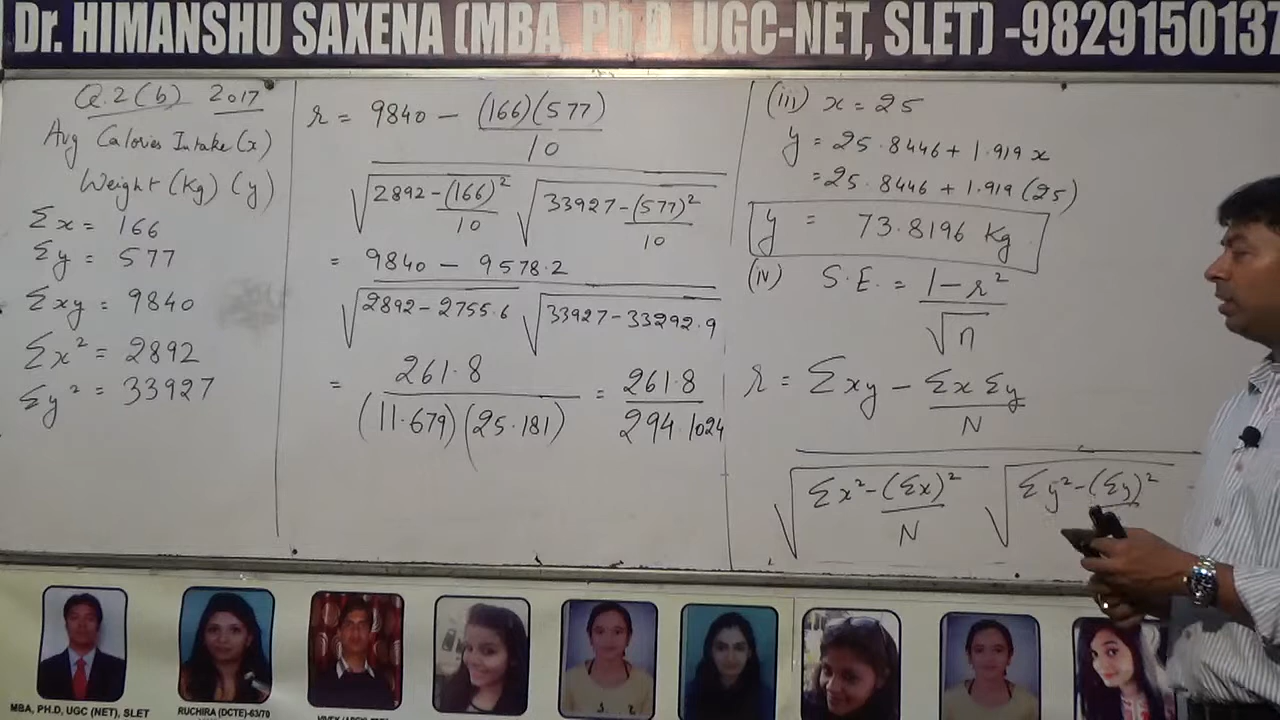 Dr. HIMANSHU SAXENA (MBA, Ph.D, UGC-NET, SLET) -9829150137
Q.2(b) 2017
Avg Calories Intake (x)
Weight (Kg) (y)
Σx = 166
Σy = 577
Σxy = 9840
Σx² = 2892
Σy² = 33927
r = 9840 - (166)(577)
10
√2892-(166)² √33927-(577)²
10 10
= 9840 - 9578.2
√2892-2755.6 √33927-33292.9
= 261.8 = 261.8
(11.679)(25.181) 294.1024
(iii) x = 25
y = 25.8446 + 1.919 x
= 25.8446 + 1.919 (25)
y = 73.8196 Kg
(iv) S.E. = 1-r²
√n
r = Σxy - Σx Σy
N
√Σx²-(Σx)² √Σy²-(Σy)²
N
MBA, PH.D, UGC (NET), SLET
RUCHIRA (DCTE)-63/70